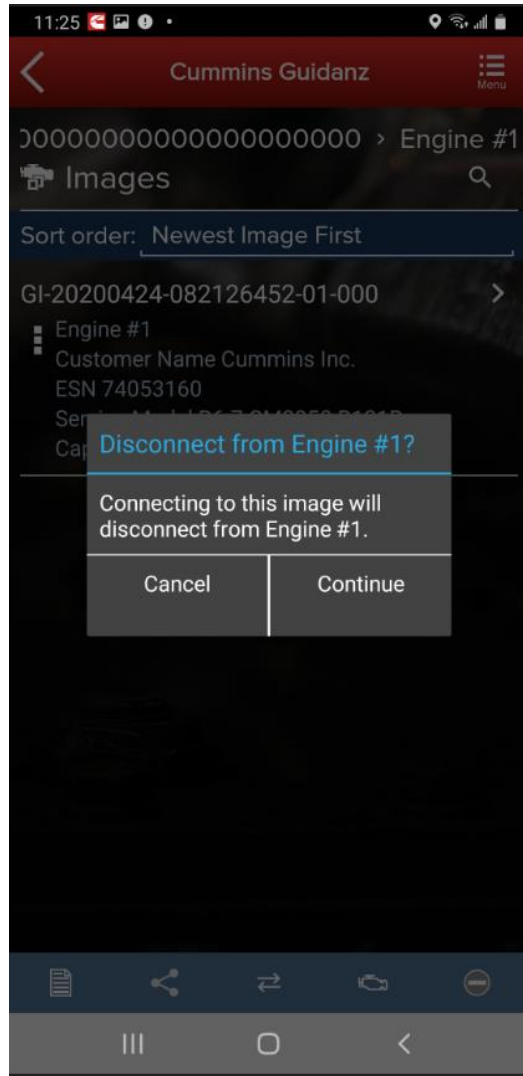 11:25
Cummins Guidanz
Menu
00000000000000000000 > Engine #1
Images
Sort order: Newest Image First
GI-20200424-082126452-01-000
Engine #1
Customer Name Cummins Inc.
ESN 74053160
Disconnect from Engine #1?
Connecting to this image will
disconnect from Engine #1.
Cancel
Continue